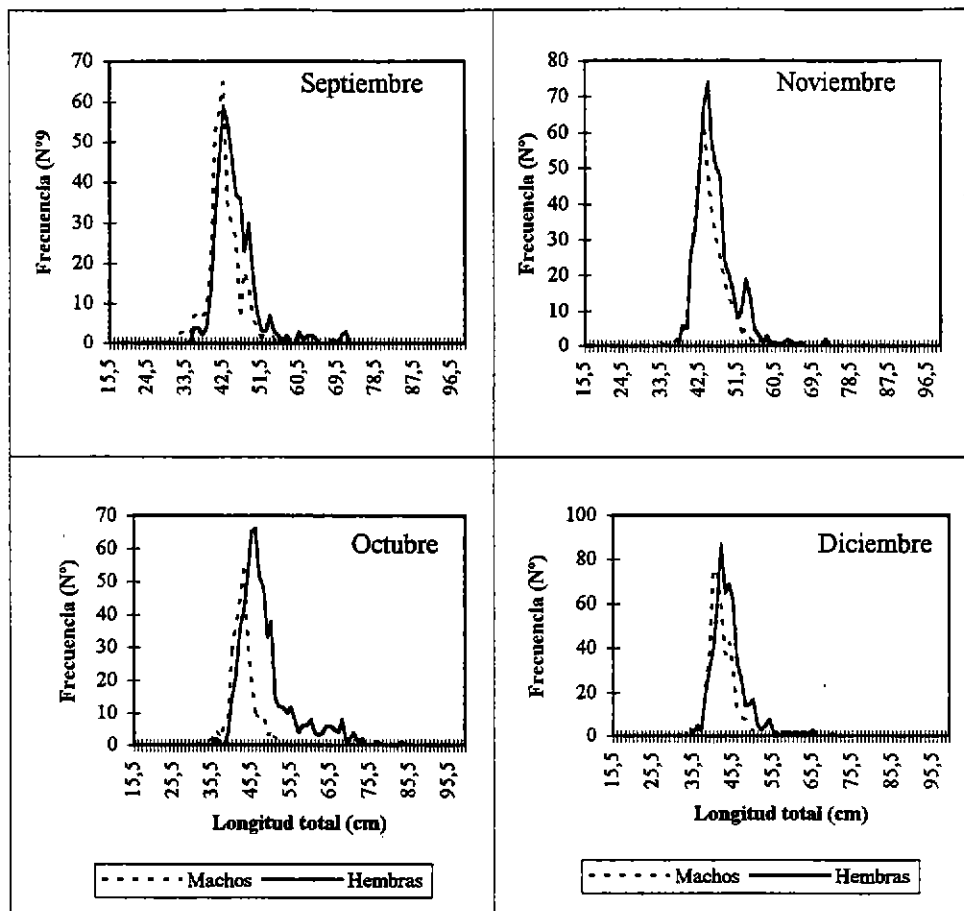 Septiembre
Frecuencia (Nº9
70
60
50
40
30
20
10
0
15,5 24,5 33,5 42,5 51,5 60,5 69,5 78,5 87,5 96,5
Noviembre
Frecuencia (Nº)
80
70
60
50
40
30
20
10
0
15,5 24,5 33,5 42,5 51,5 60,5 69,5 78,5 87,5 96,5
Octubre
Frecuencia (Nº)
70
60
50
40
30
20
10
0
15,5 25,5 35,5 45,5 55,5 65,5 75,5 85,5 95,5
Longitud total (cm)
Machos Hembras
Diciembre
Frecuencia (Nº)
100
80
60
40
20
0
15,5 25,5 35,5 45,5 55,5 65,5 75,5 85,5 95,5
Longitud total (cm)
Machos Hembras